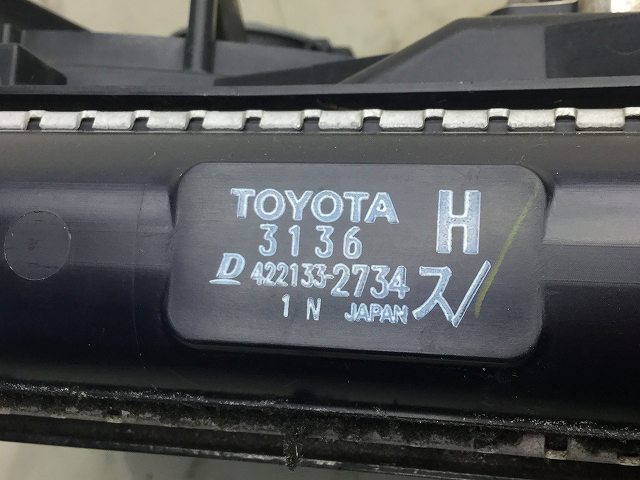 TOYOTA H
3136
D 422133-2734 ス/
1 N JAPAN